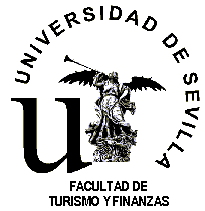 UNIVERSIDAD DE SEVILLA
u
FACULTAD DE
TURISMO Y FINANZAS